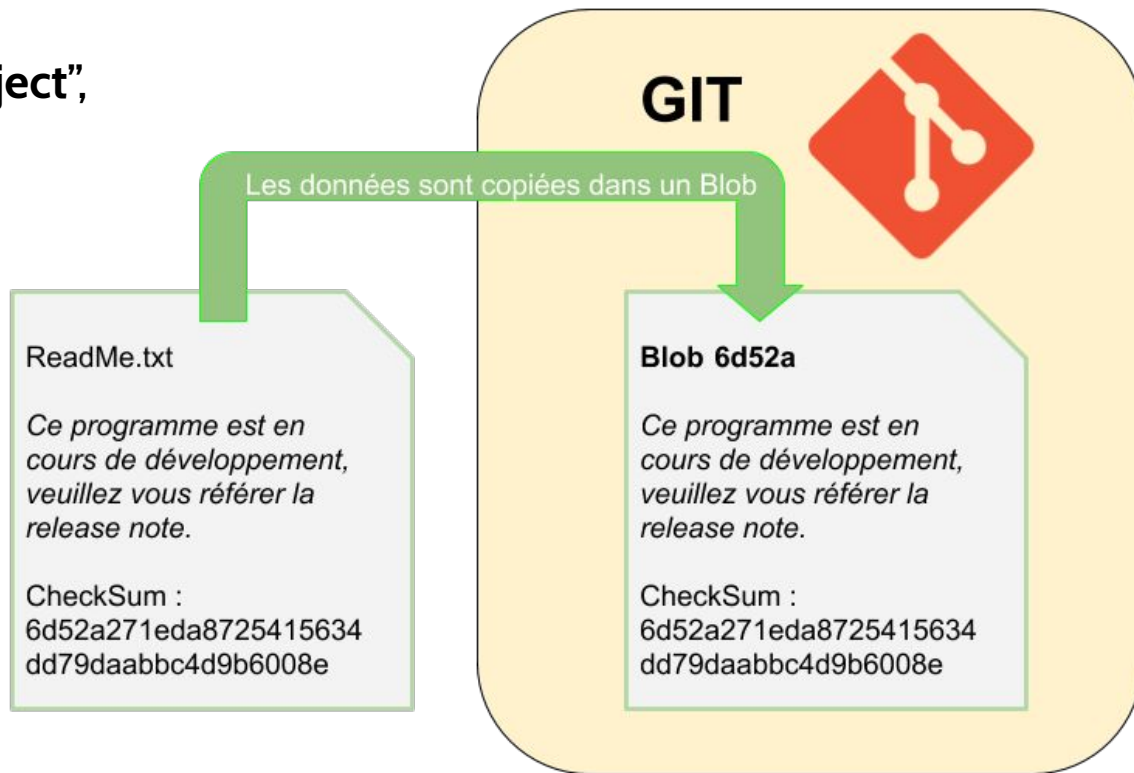 ject”,
GIT
Les données sont copiées dans un Blob
ReadMe.txt
Ce programme est en
cours de développement,
veuillez vous référer la
release note.
CheckSum :
6d52a271eda8725415634
dd79daabbc4d9b6008e
Blob 6d52a
Ce programme est en
cours de développement,
veuillez vous référer la
release note.
CheckSum :
6d52a271eda8725415634
dd79daabbc4d9b6008e